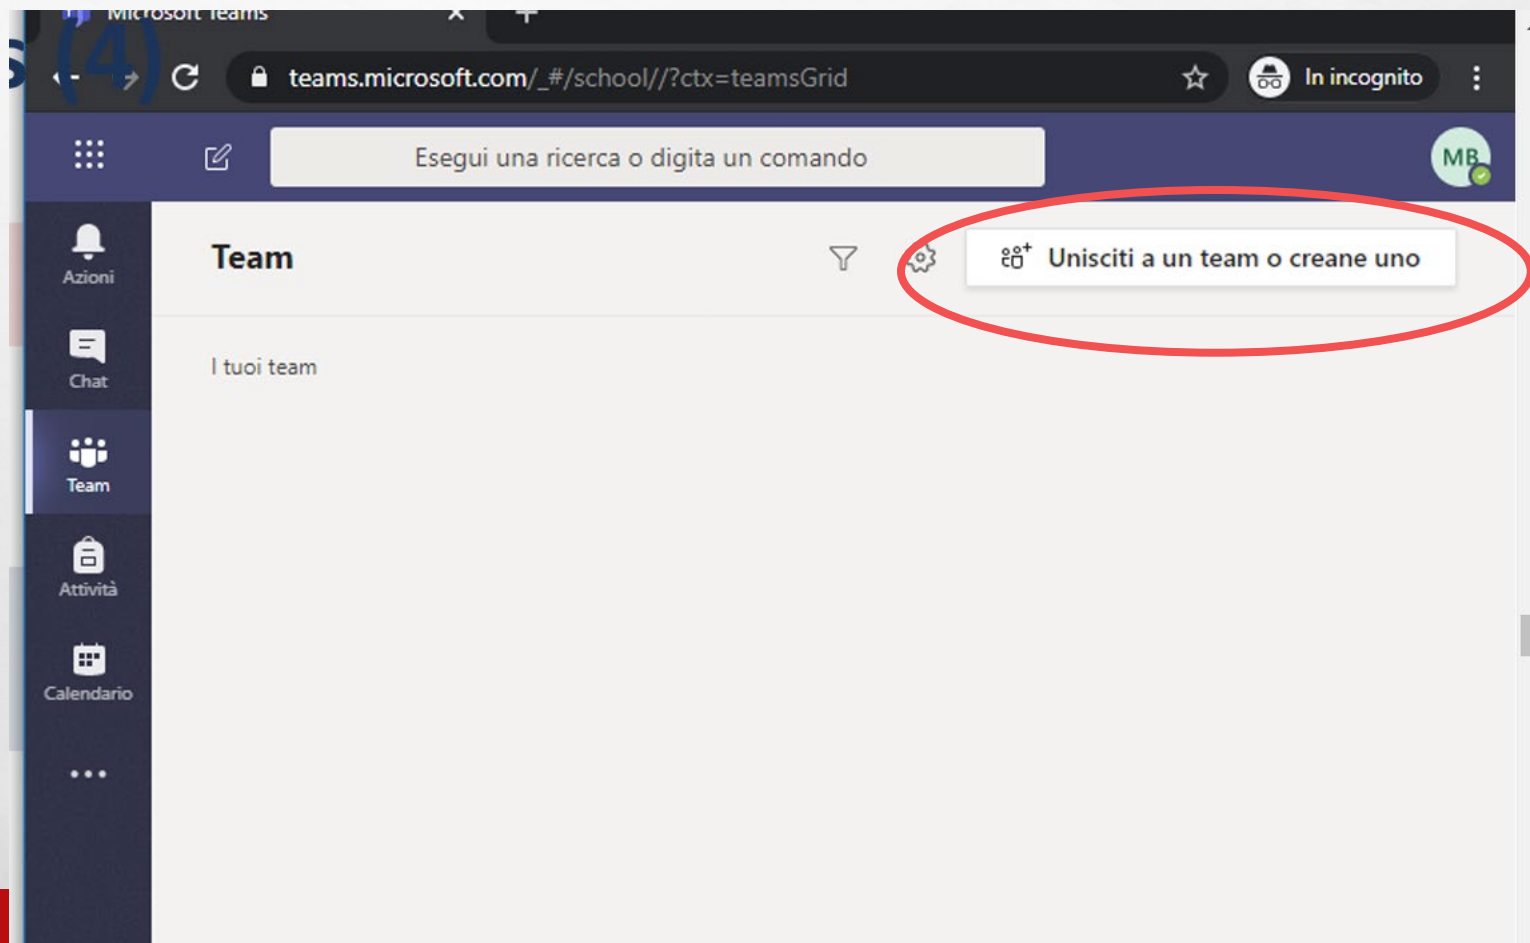 Microsoft Teams
s (4)
teams.microsoft.com/_#/school//?ctx=teamsGrid
In incognito
Esegui una ricerca o digita un comando
MB
Azioni
Team
Unisciti a un team o creane uno
I tuoi team
Chat
Team
Attività
Calendario